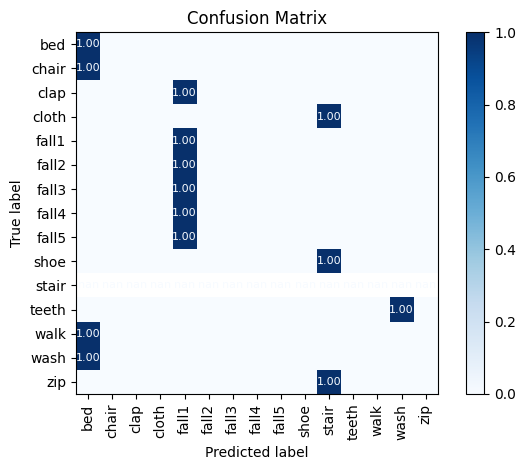 Confusion Matrix
True label
bed 1.00
chair 1.00
clap 1.00
cloth 1.00
fall1 1.00
fall2 1.00
fall3 1.00
fall4 1.00
fall5 1.00
shoe 1.00
stair
teeth 1.00
walk 1.00
wash 1.00
zip 1.00
bed chair clap cloth fall1 fall2 fall3 fall4 fall5 shoe stair teeth walk wash zip
Predicted label
1.0
0.8
0.6
0.4
0.2
0.0